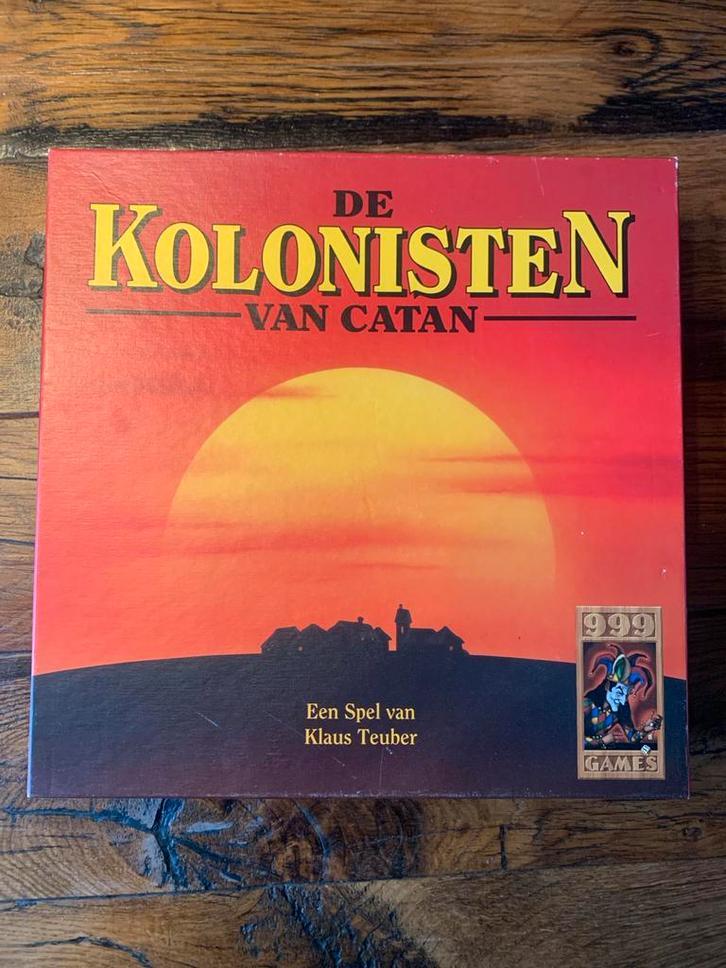 DE
KOLONISTEN
VAN CATAN
Een Spel van
Klaus Teuber
999
GAMES